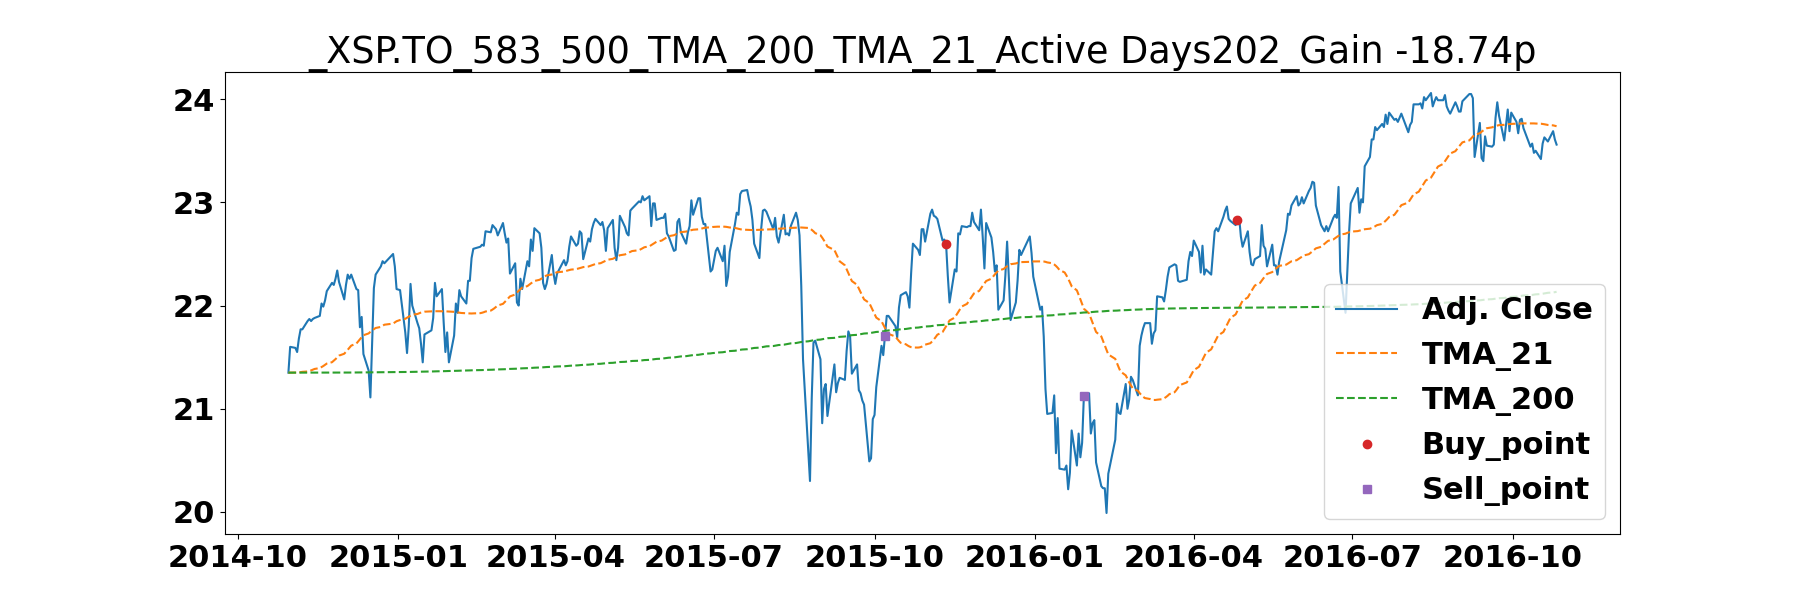 _XSP.TO_583_500_TMA_200_TMA_21_Active Days202_Gain -18.74p
24
23
22
21
20
2014-10 2015-01 2015-04 2015-07 2015-10 2016-01 2016-04 2016-07 2016-10
Adj. Close
TMA_21
TMA_200
Buy_point
Sell_point